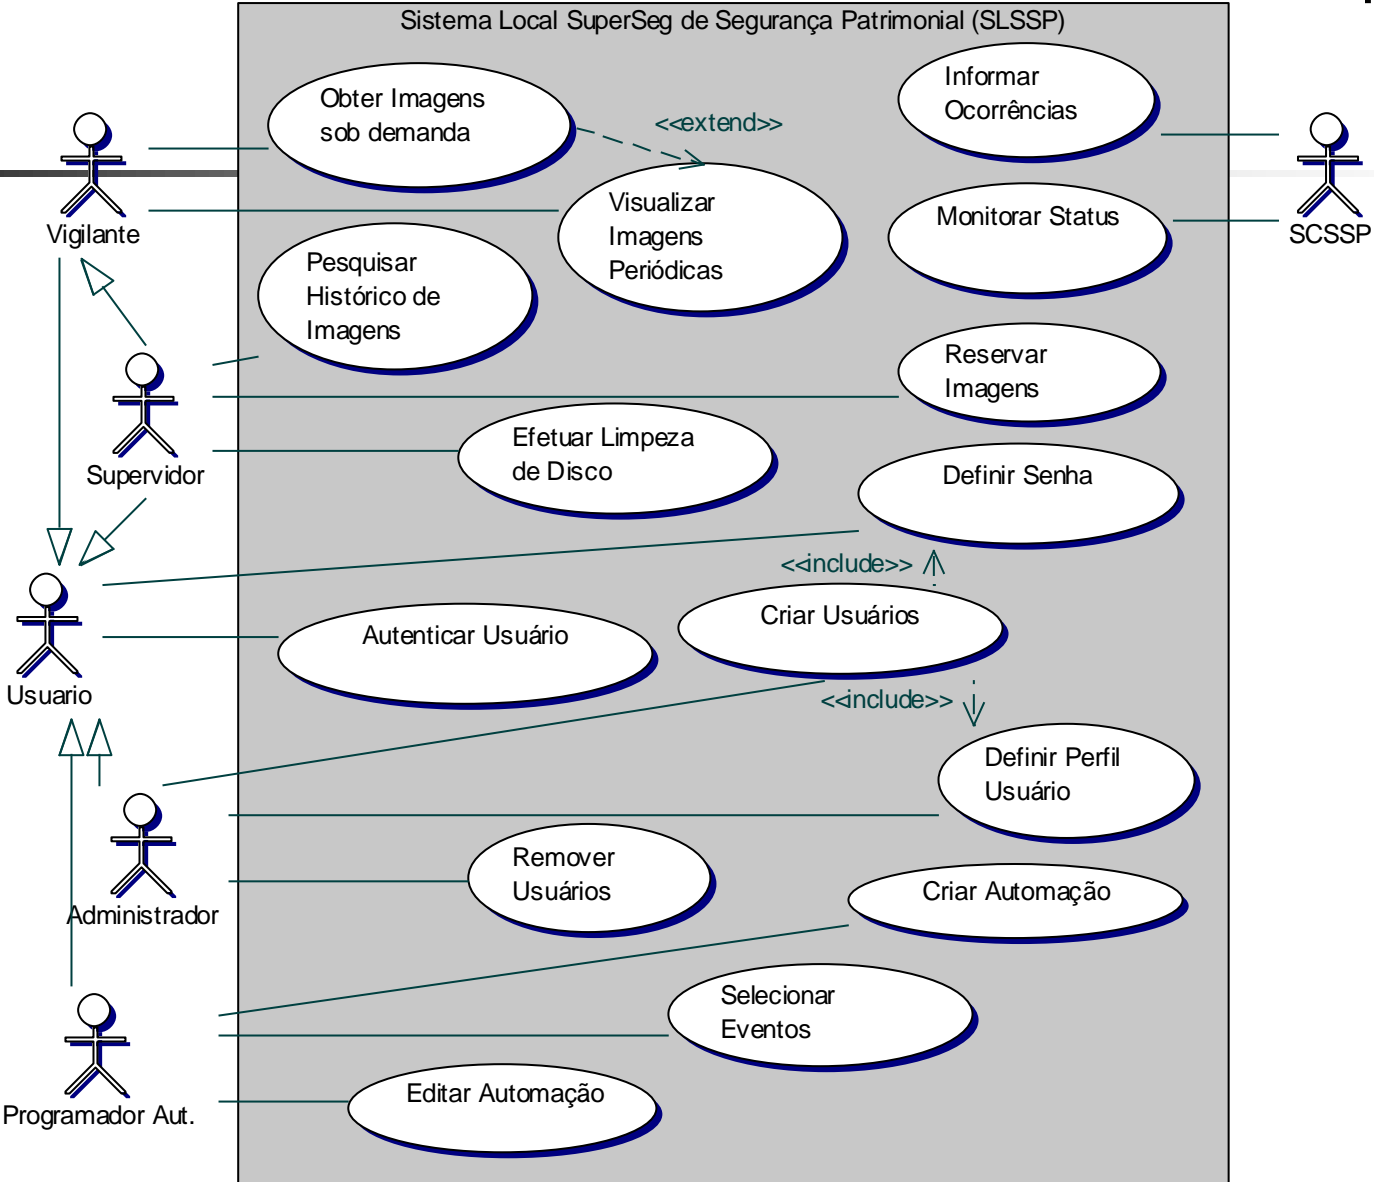 Sistema Local SuperSeg de Segurança Patrimonial (SLSSP)
Obter Imagens
sob demanda
<<extend>>
Informar
Ocorrências
Vigilante
Visualizar
Imagens
Periódicas
Monitorar Status
SCSSP
Pesquisar
Histórico de
Imagens
Reservar
Imagens
Supervidor
Efetuar Limpeza
de Disco
Definir Senha
<<include>>
Usuario
Autenticar Usuário
Criar Usuários
<<include>>
Definir Perfil
Usuário
Administrador
Remover
Usuários
Criar Automação
Selecionar
Eventos
Programador Aut.
Editar Automação